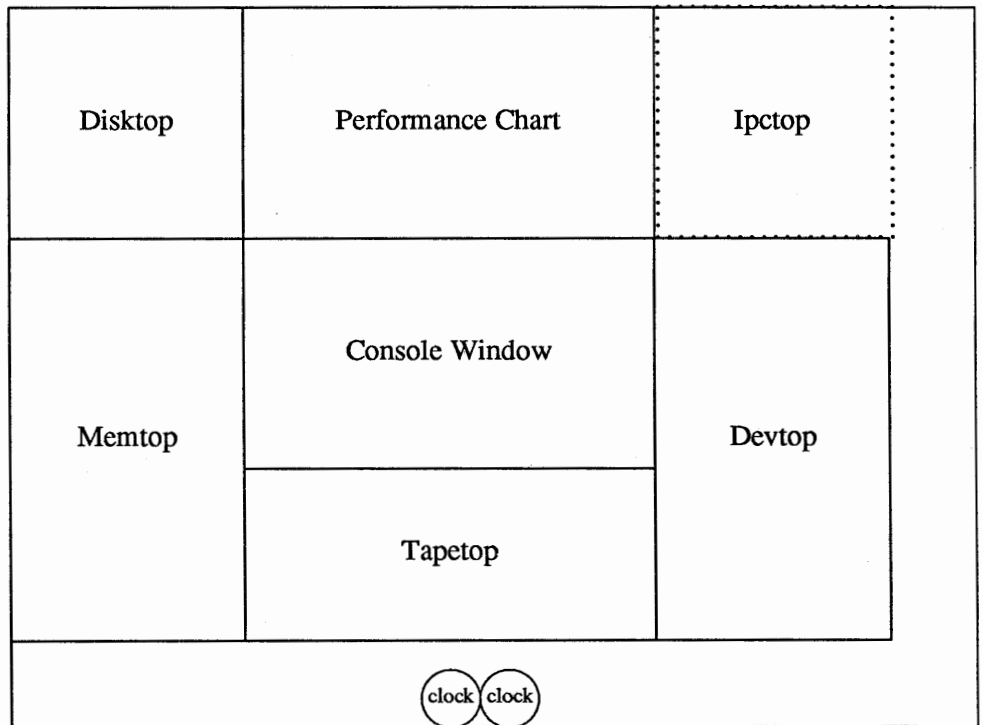 Disktop
Performance Chart
Ipctop
Console Window
Memtop
Devtop
Tapetop
clock
clock